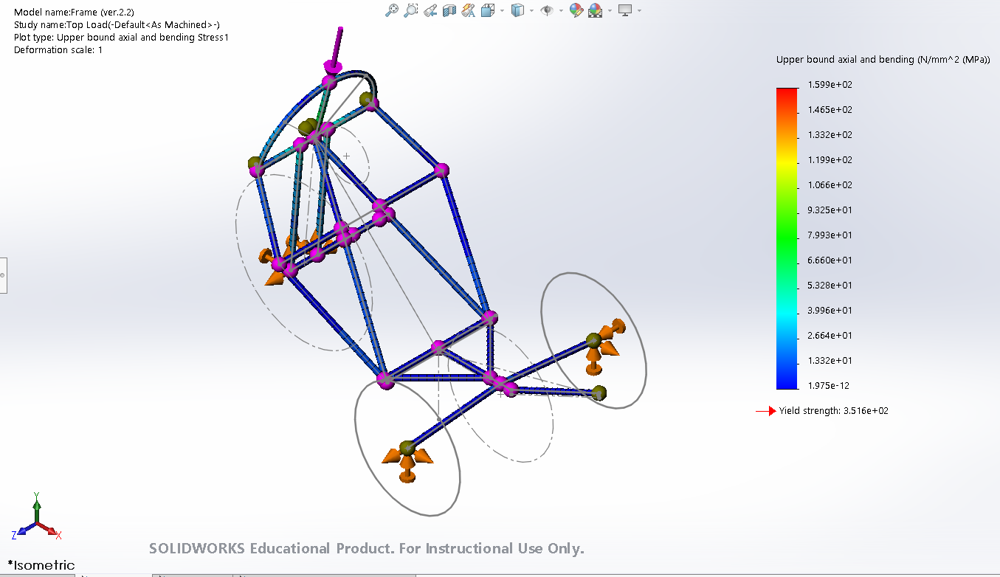 Model name:Frame (ver.2.2)
Study name:Top Load(-Default<As Machined>-)
Plot type: Upper bound axial and bending Stress1
Deformation scale: 1
Upper bound axial and bending (N/mm^2 (MPa))
1.599e+02
1.465e+02
1.332e+02
1.199e+02
1.066e+02
9.325e+01
7.993e+01
6.660e+01
5.328e+01
3.996e+01
2.664e+01
1.332e+01
1.975e-12
Yield strength: 3.516e+02
Y
Z
X
SOLIDWORKS Educational Product. For Instructional Use Only.
*Isometric